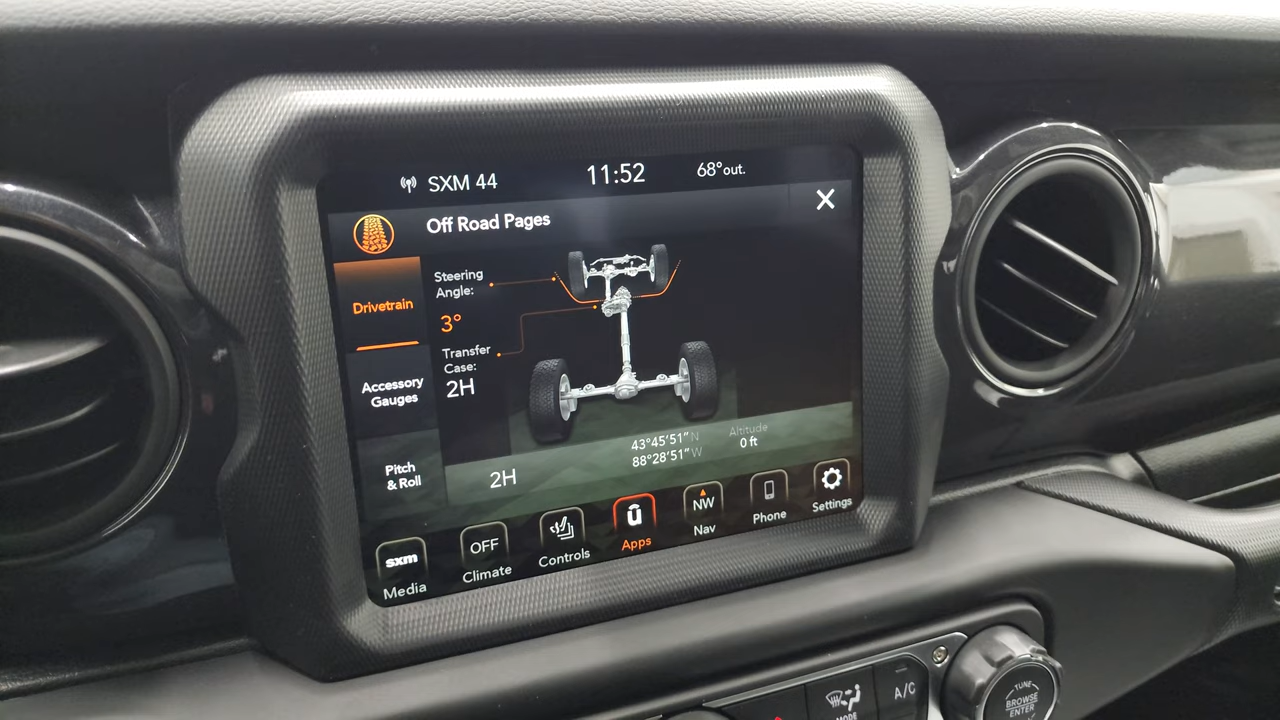 SXM 44
11:52
68°out.
Off Road Pages
Drivetrain
Steering
Angle:
3°
Transfer
Case:
2H
Accessory
Gauges
Pitch
& Roll
2H
43°45'51"N
88°28'51"W
Altitude
0 ft
sxm
Media
OFF
Climate
Controls
ū
Apps
NW
Nav
Phone
Settings
MODE
A/C
TUNE
BROWSE
ENTER